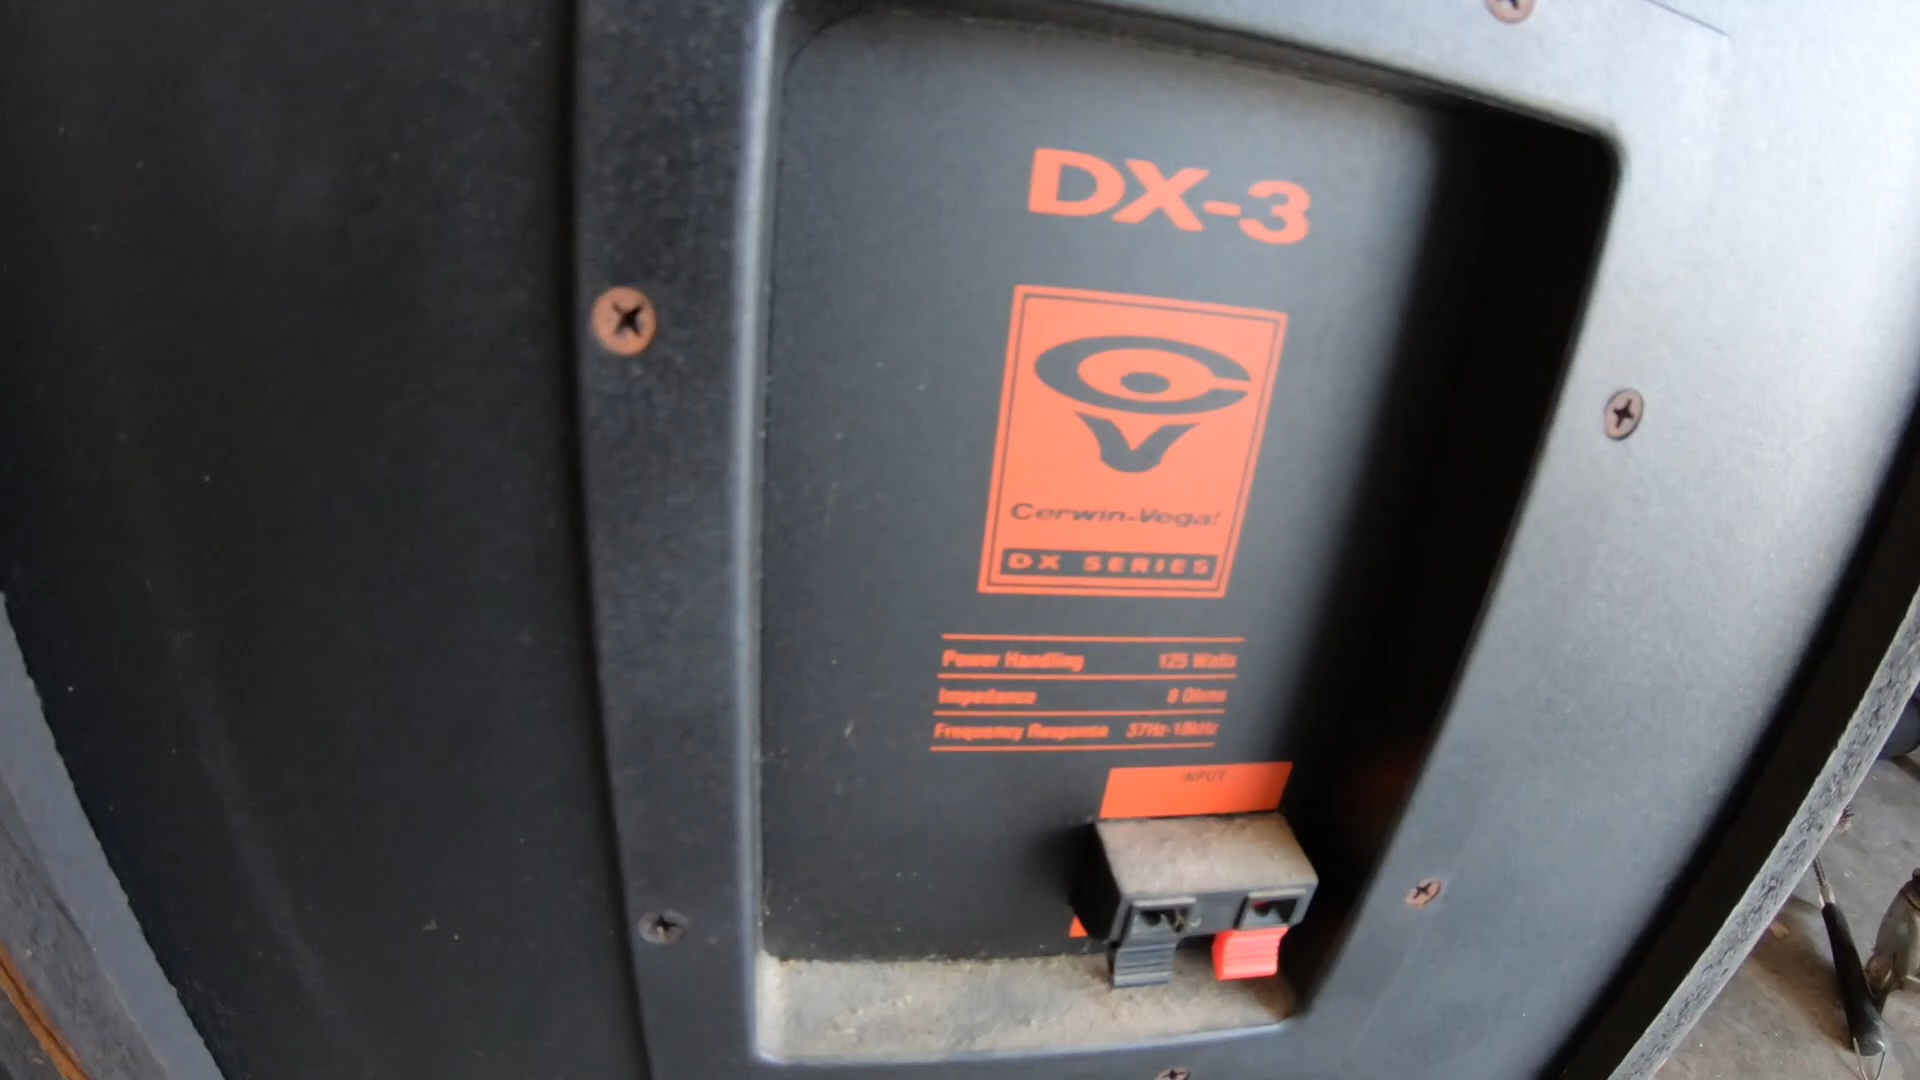 DX-3
Cerwin-Vega!
DX SERIES
Power Handling 125 Watts
Impedance 8 Ohms
Frequency Response 37Hz-18kHz
INPUT